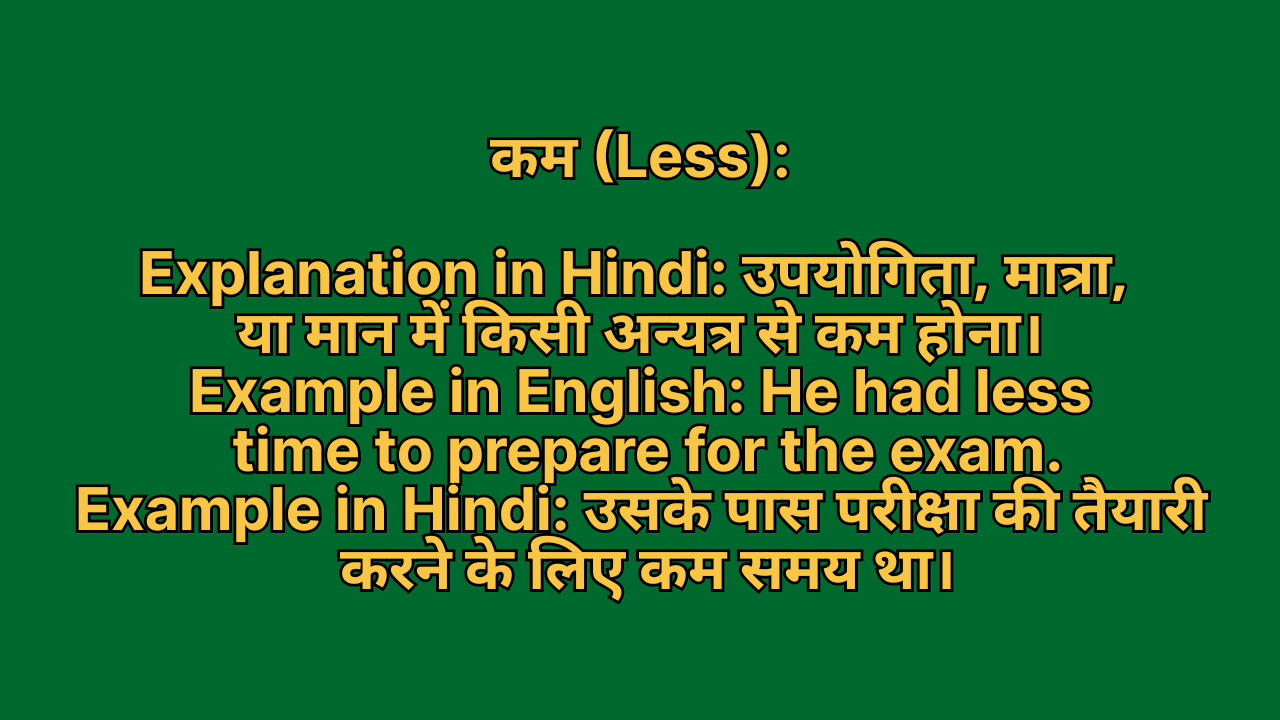 कम (Less):
Explanation in Hindi: उपयोगिता, मात्रा,
या मान में किसी अन्यत्र से कम होना।
Example in English: He had less
time to prepare for the exam.
Example in Hindi: उसके पास परीक्षा की तैयारी
करने के लिए कम समय था।